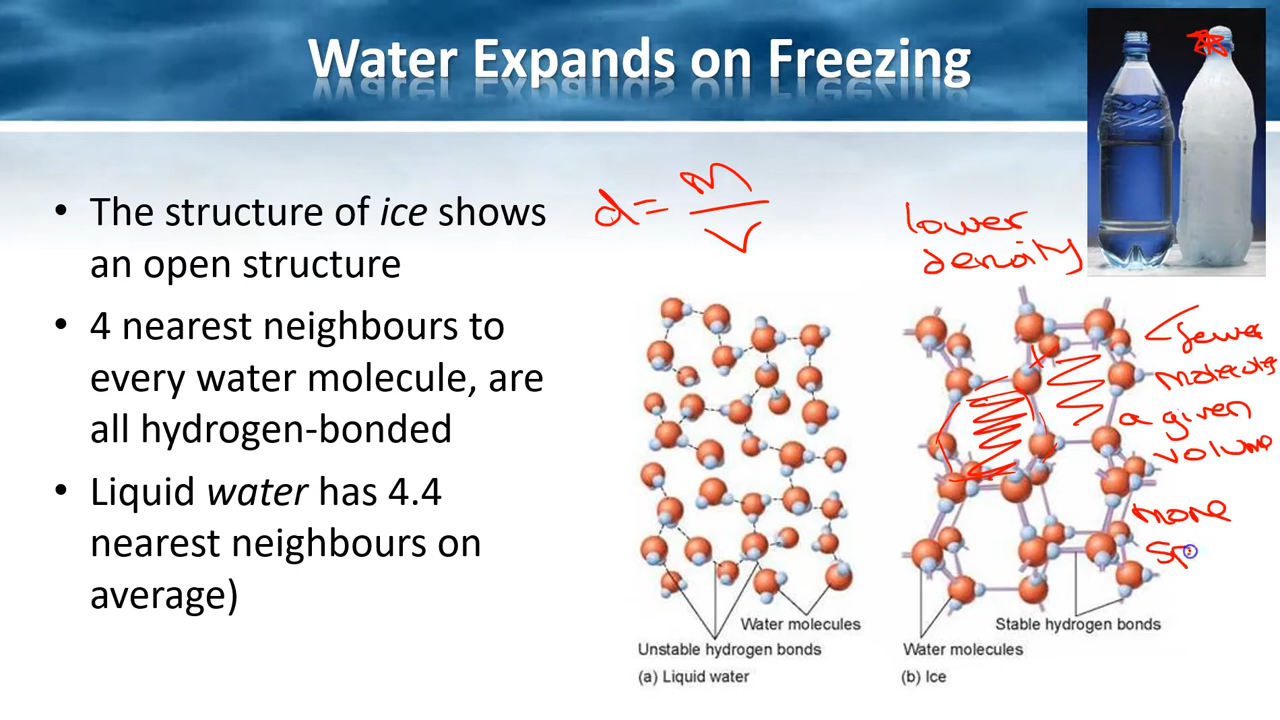 Water Expands on Freezing
• The structure of ice shows
an open structure
• 4 nearest neighbours to
every water molecule, are
all hydrogen-bonded
• Liquid water has 4.4
nearest neighbours on
average)
d = m
v
lower
density
fewer
molecules
a given
volume
more
sp
Water molecules
Unstable hydrogen bonds
(a) Liquid water
Stable hydrogen bonds
Water molecules
(b) Ice